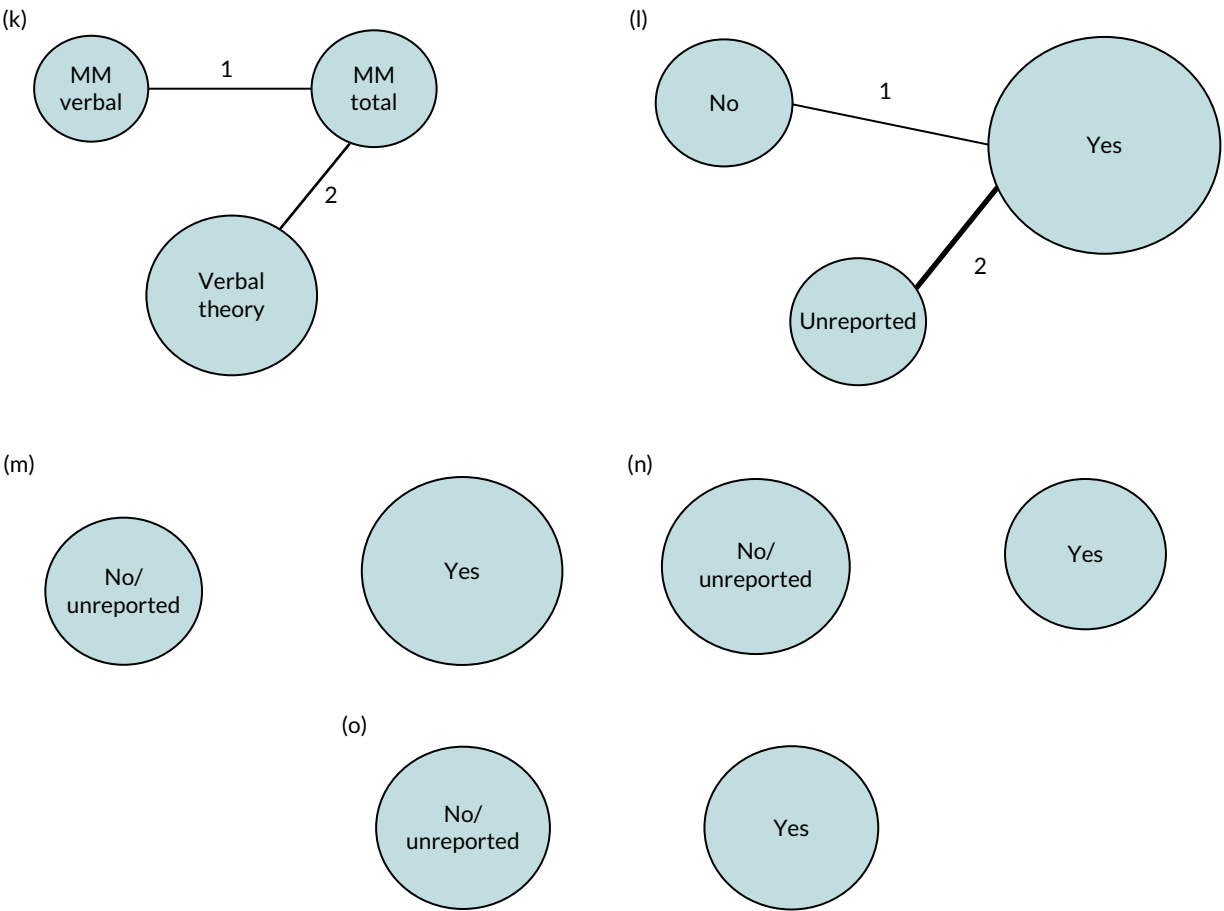 (k)
MM
verbal
1
MM
total
2
Verbal
theory
(l)
No
1
Yes
2
Unreported
(m)
No/
unreported
Yes
(n)
No/
unreported
Yes
(o)
No/
unreported
Yes